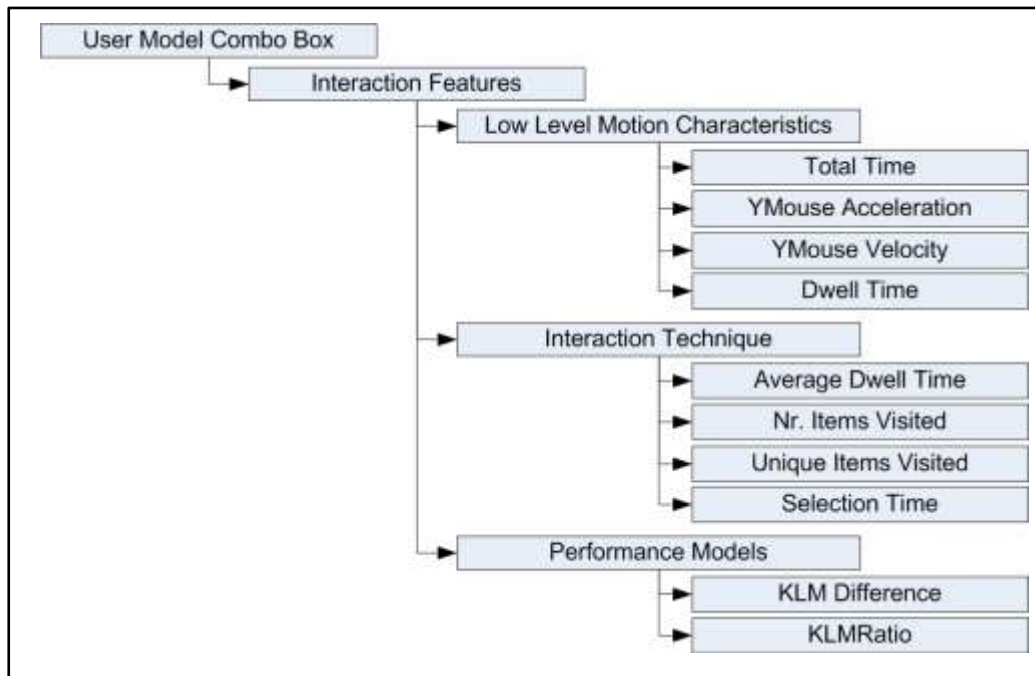 User Model Combo Box
Interaction Features
Low Level Motion Characteristics
Total Time
YMouse Acceleration
YMouse Velocity
Dwell Time
Interaction Technique
Average Dwell Time
Nr. Items Visited
Unique Items Visited
Selection Time
Performance Models
KLM Difference
KLMRatio